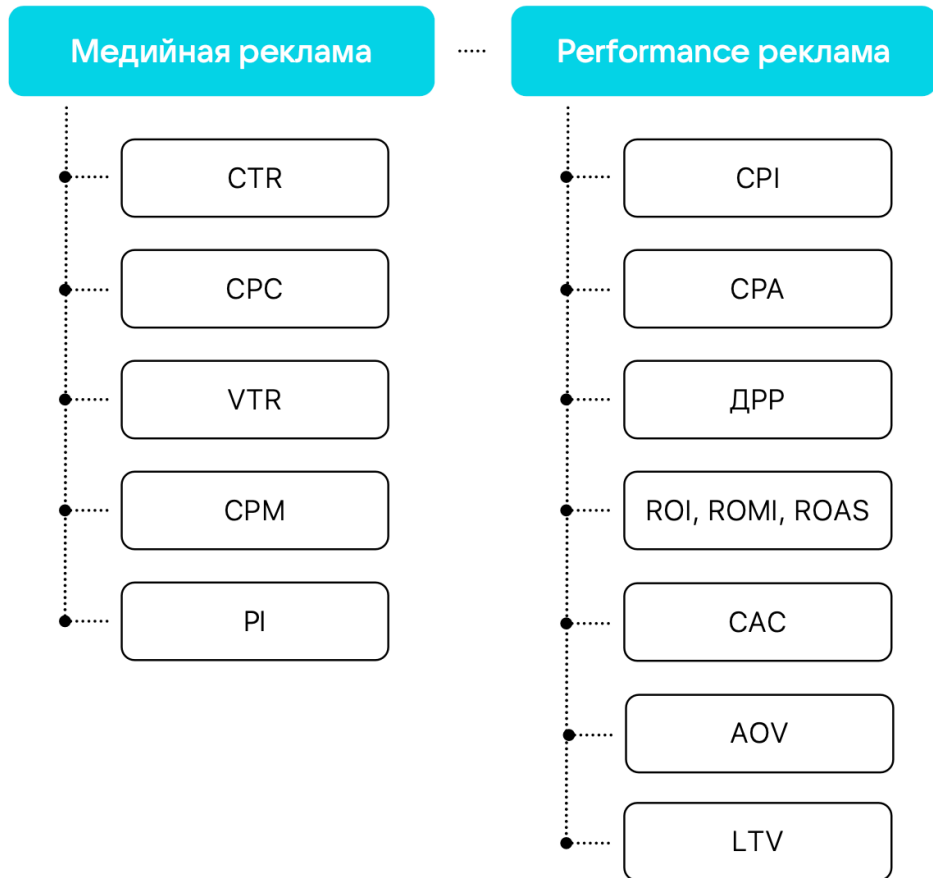 Медийная реклама
CTR
CPC
VTR
CPM
PI
Performance реклама
CPI
CPA
ДРР
ROI, ROMI, ROAS
CAC
AOV
LTV